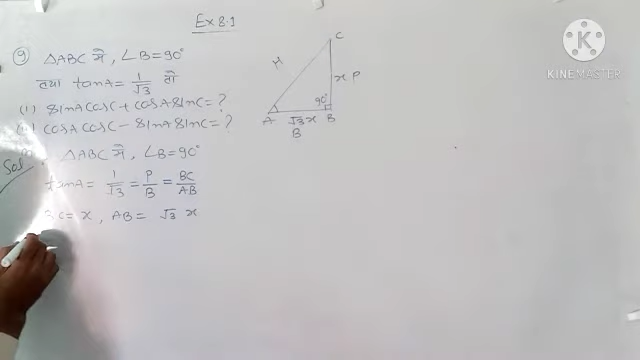 Ex 8.1
⑨ △ABC में, ∠B=90°
तथा tanA = 1/√3 तो
(i) SinA CosC + CosA SinC = ?
CosA CosC - SinA SinC = ?
Sol △ABC में, ∠B=90°
tanA = 1/√3 = P/B = BC/AB
BC = x, AB = √3 x
C
H
x P
90°
A √3x B
B
KINEMASTER